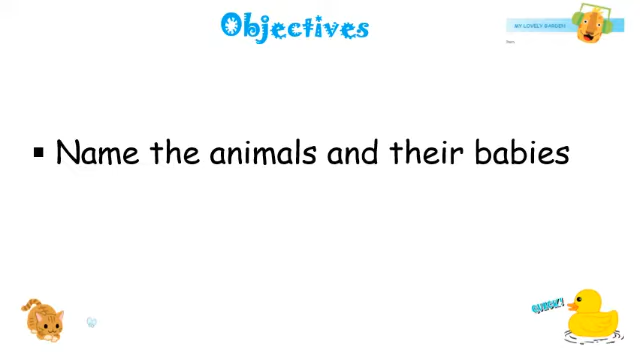 Objectives
MY LOVELY GARDEN
▪ Name the animals and their babies
QUACK!